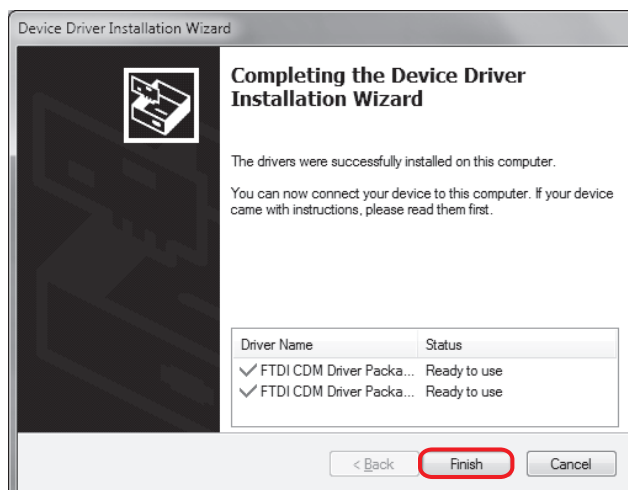 Device Driver Installation Wizard
Completing the Device Driver
Installation Wizard
The drivers were successfully installed on this computer.
You can now connect your device to this computer. If your device
came with instructions, please read them first.
Driver Name Status
FTDI CDM Driver Packa... Ready to use
FTDI CDM Driver Packa... Ready to use
< Back Finish Cancel